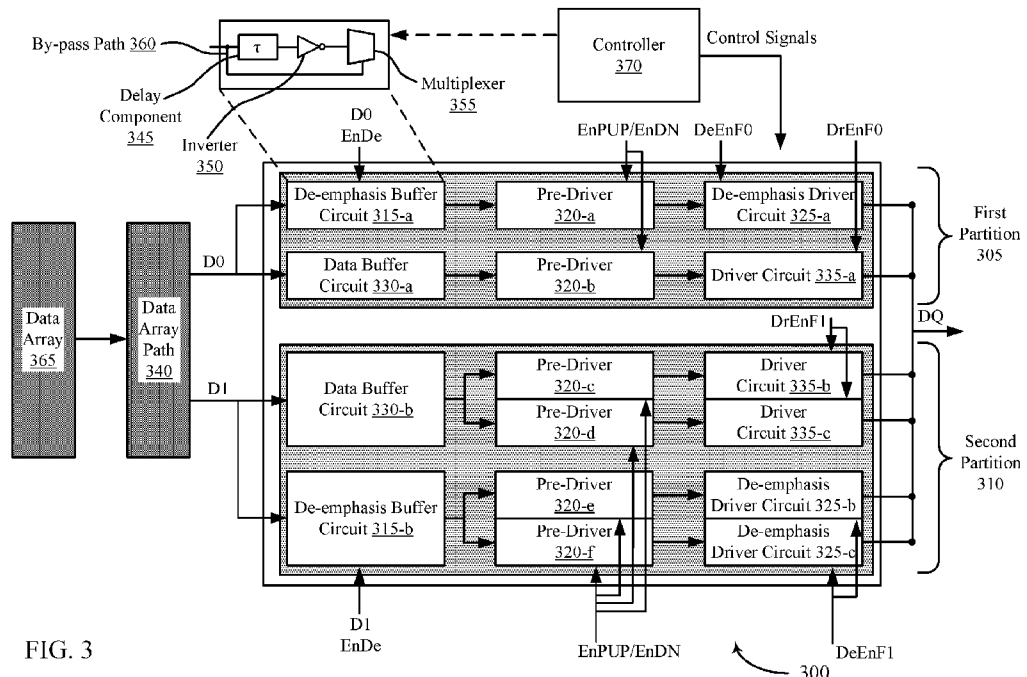 By-pass Path 360
τ
Delay
Component
345
Inverter
350
Multiplexer
355
Controller
370
Control Signals
D0
EnDe
EnPUP/EnDN
DeEnF0
DrEnF0
De-emphasis Buffer
Circuit 315-a
Pre-Driver
320-a
De-emphasis Driver
Circuit 325-a
First
Partition
305
D0
Data Buffer
Circuit 330-a
Pre-Driver
320-b
Driver Circuit 335-a
Data
Array
365
Data
Array
Path
340
DrEnF1
DQ
D1
Data Buffer
Circuit 330-b
Pre-Driver
320-c
Driver
Circuit 335-b
Pre-Driver
320-d
Driver
Circuit 335-c
Second
Partition
310
De-emphasis Buffer
Circuit 315-b
Pre-Driver
320-e
De-emphasis
Driver Circuit 325-b
Pre-Driver
320-f
De-emphasis
Driver Circuit 325-c
D1
EnDe
EnPUP/EnDN
DeEnF1
FIG. 3
300